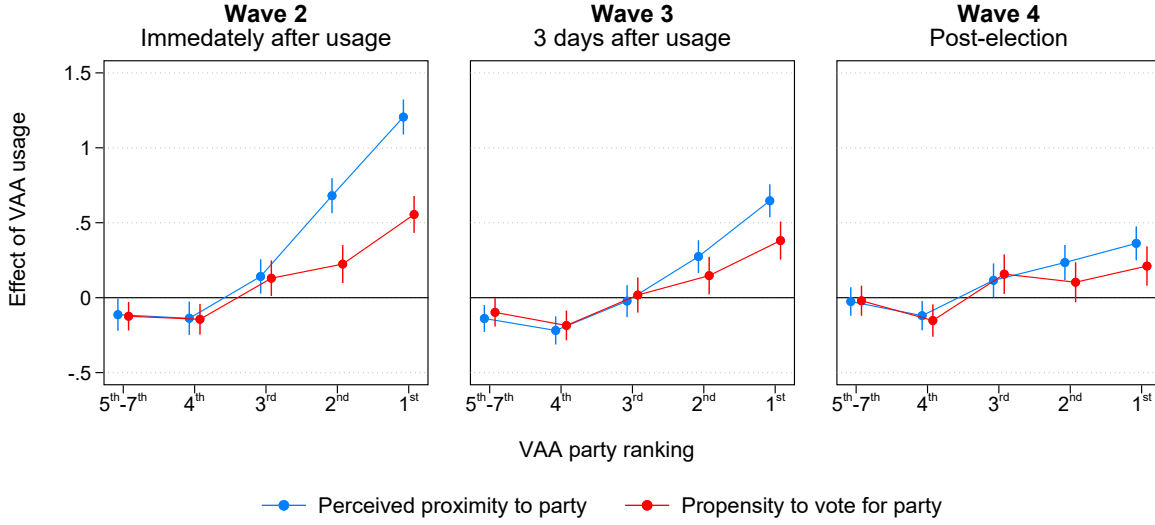 Wave 2
Immedately after usage
Wave 3
3 days after usage
Wave 4
Post-election
Effect of VAA usage
1.5
1
.5
0
-.5
5th-7th 4th 3rd 2nd 1st
5th-7th 4th 3rd 2nd 1st
5th-7th 4th 3rd 2nd 1st
VAA party ranking
Perceived proximity to party Propensity to vote for party